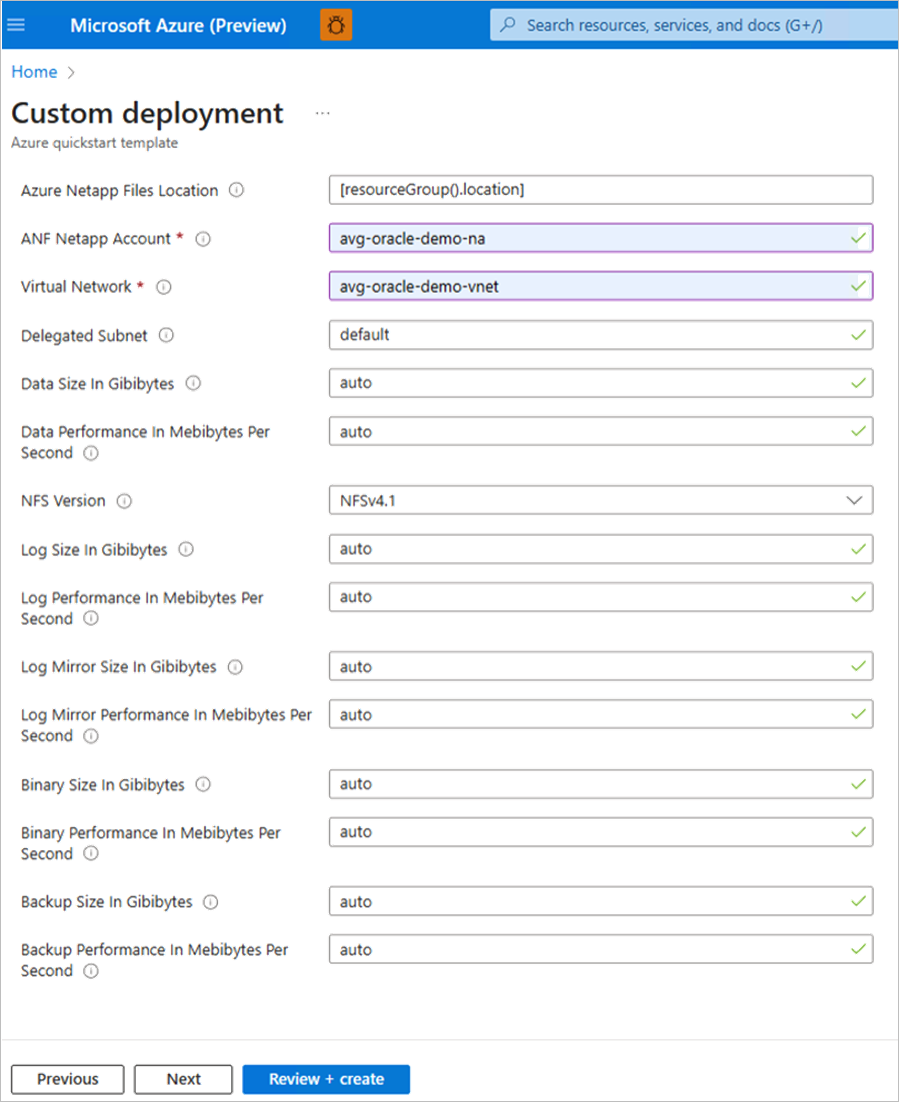 Microsoft Azure (Preview)
Search resources, services, and docs (G+/)
Home
Custom deployment
...
Azure quickstart template
Azure Netapp Files Location
[resourceGroup().location]
ANF Netapp Account *
avg-oracle-demo-na
Virtual Network *
avg-oracle-demo-vnet
Delegated Subnet
default
Data Size In Gibibytes
auto
Data Performance In Mebibytes Per
Second
auto
NFS Version
NFSv4.1
Log Size In Gibibytes
auto
Log Performance In Mebibytes Per
Second
auto
Log Mirror Size In Gibibytes
auto
Log Mirror Performance In Mebibytes Per
Second
auto
Binary Size In Gibibytes
auto
Binary Performance In Mebibytes Per
Second
auto
Backup Size In Gibibytes
auto
Backup Performance In Mebibytes Per
Second
auto
Previous
Next
Review + create